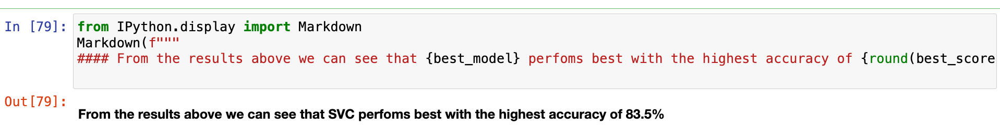 In [79]: from IPython.display import Markdown
Markdown(f"""
#### From the results above we can see that {best_model} perfoms best with the highest accuracy of {round(best_score
Out[79]:
From the results above we can see that SVC perfoms best with the highest accuracy of 83.5%